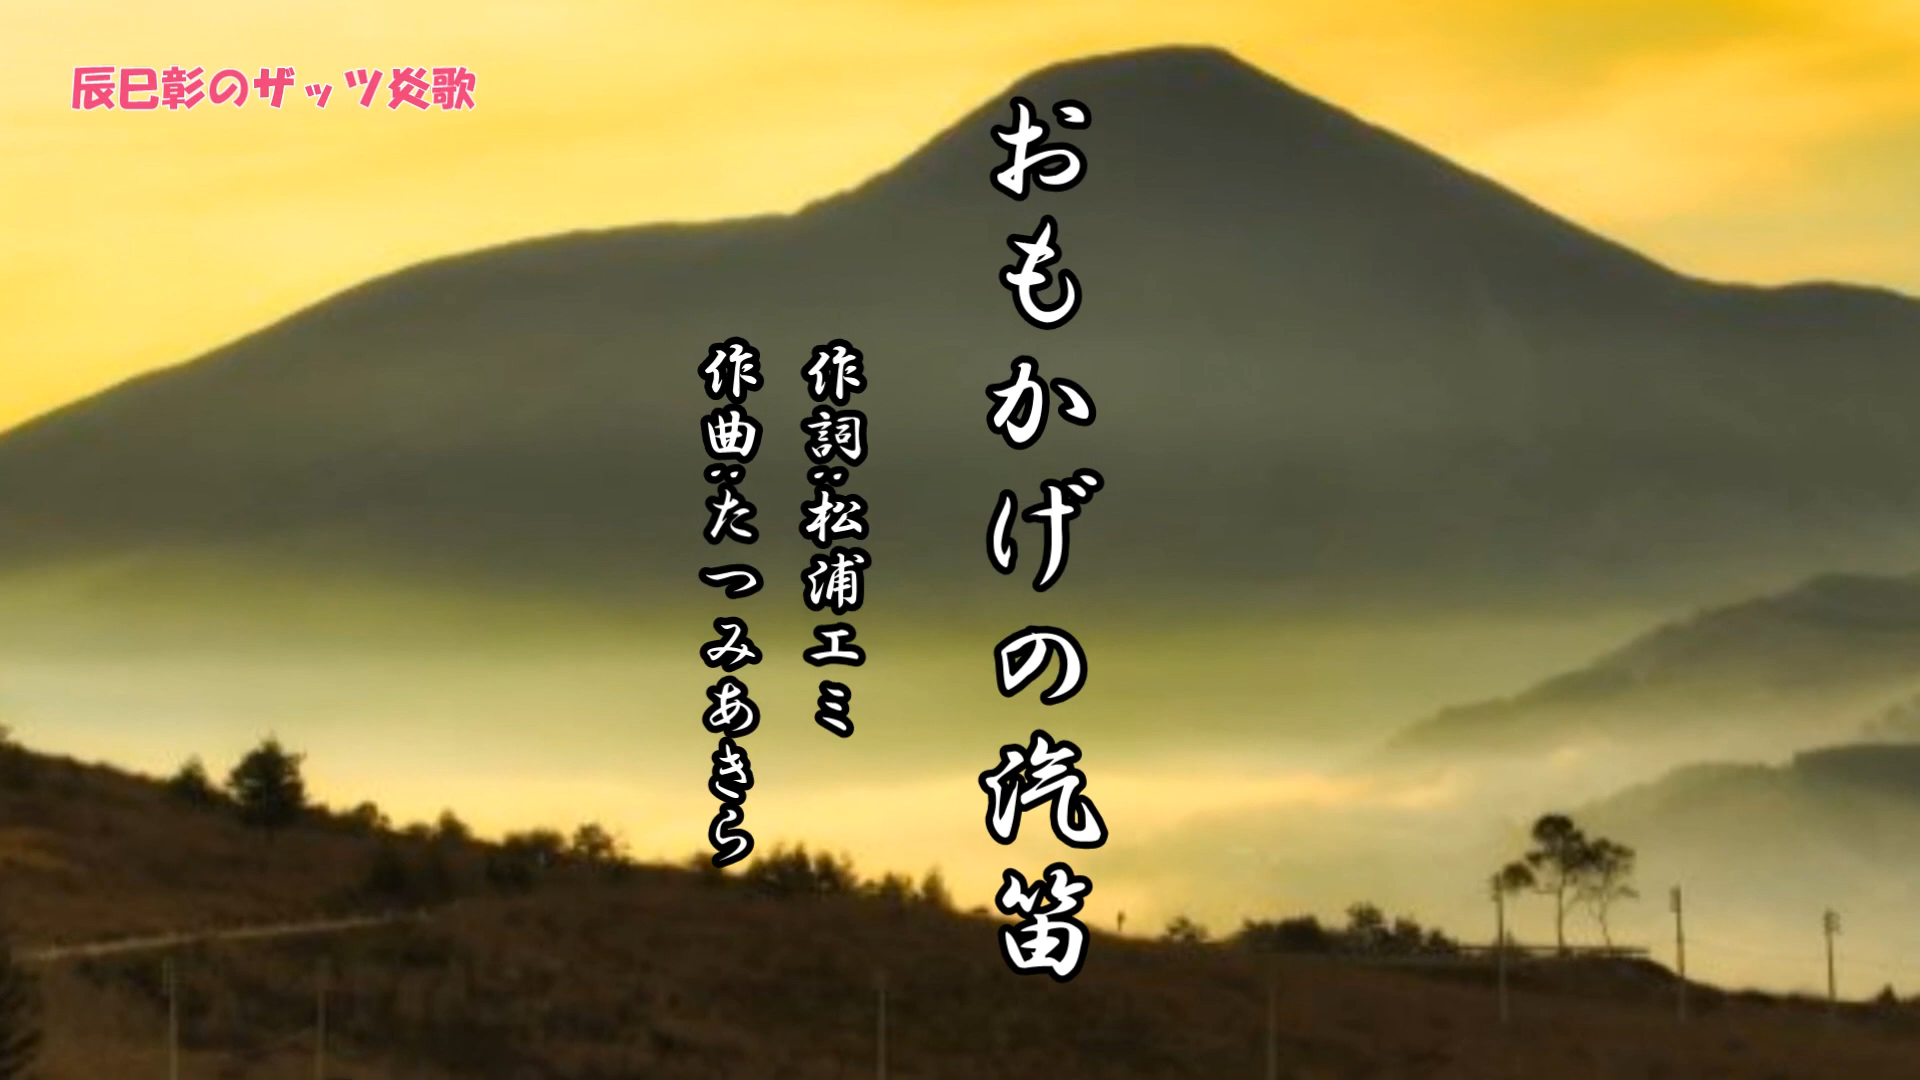 辰巳彰のザッツ炎歌
おもかげの汽笛
作詞：松浦エミ
作曲：たつみあきら